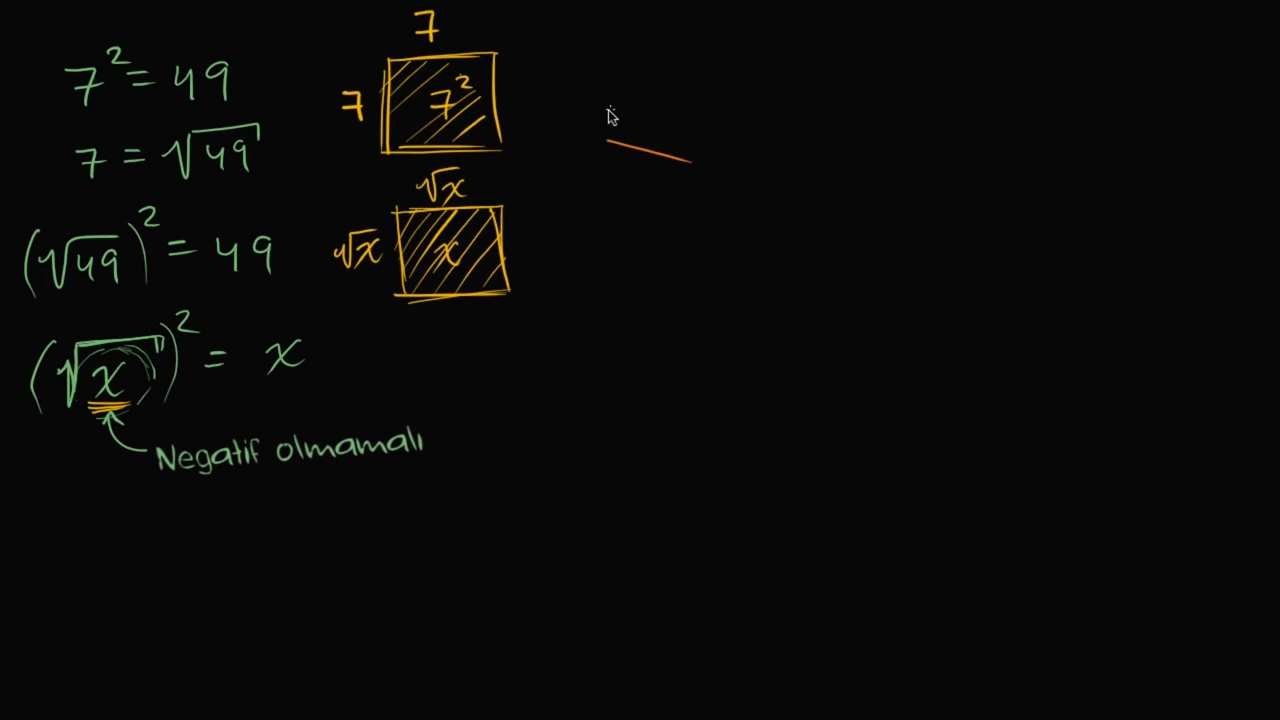 7² = 49
7 = √49
(√49)² = 49
(√x)² = x
Negatif olmamalı
7
7
7²
√x
√x
x